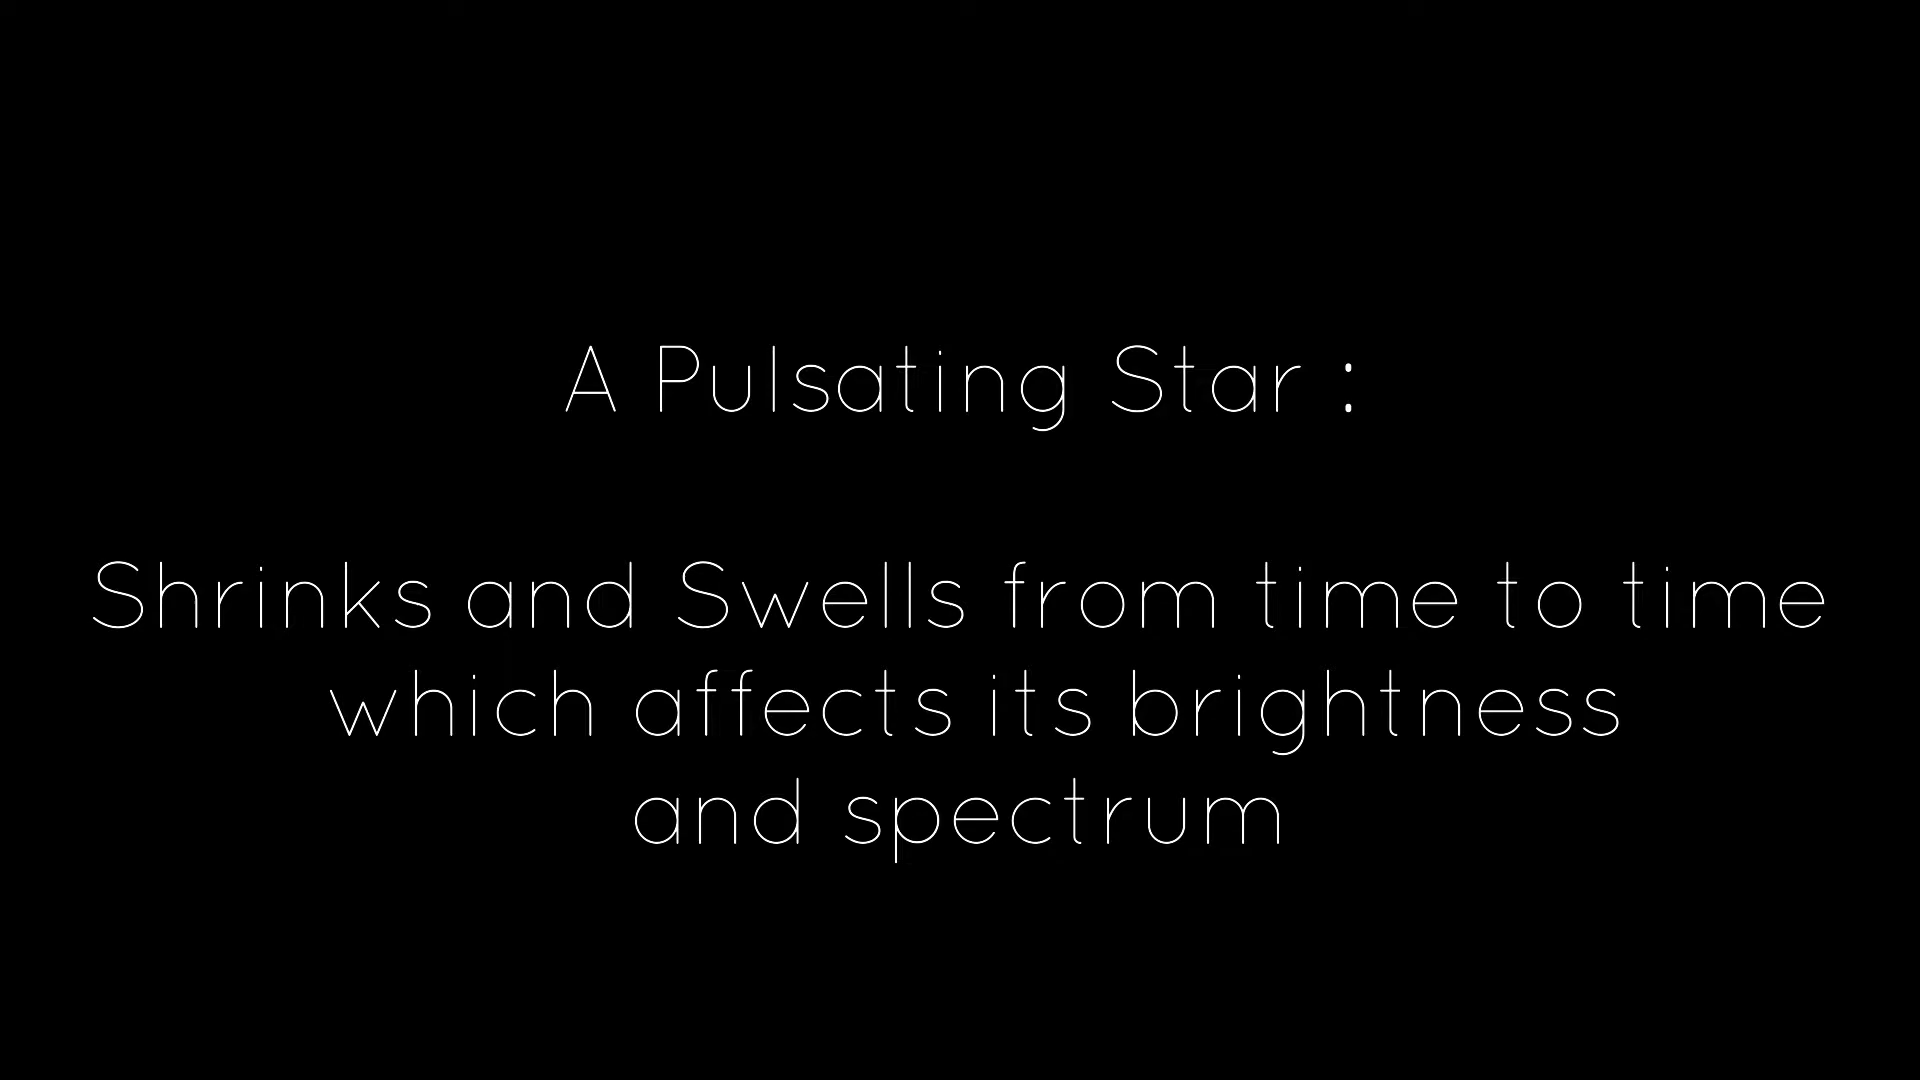 A Pulsating Star :
Shrinks and Swells from time to time
which affects its brightness
and spectrum